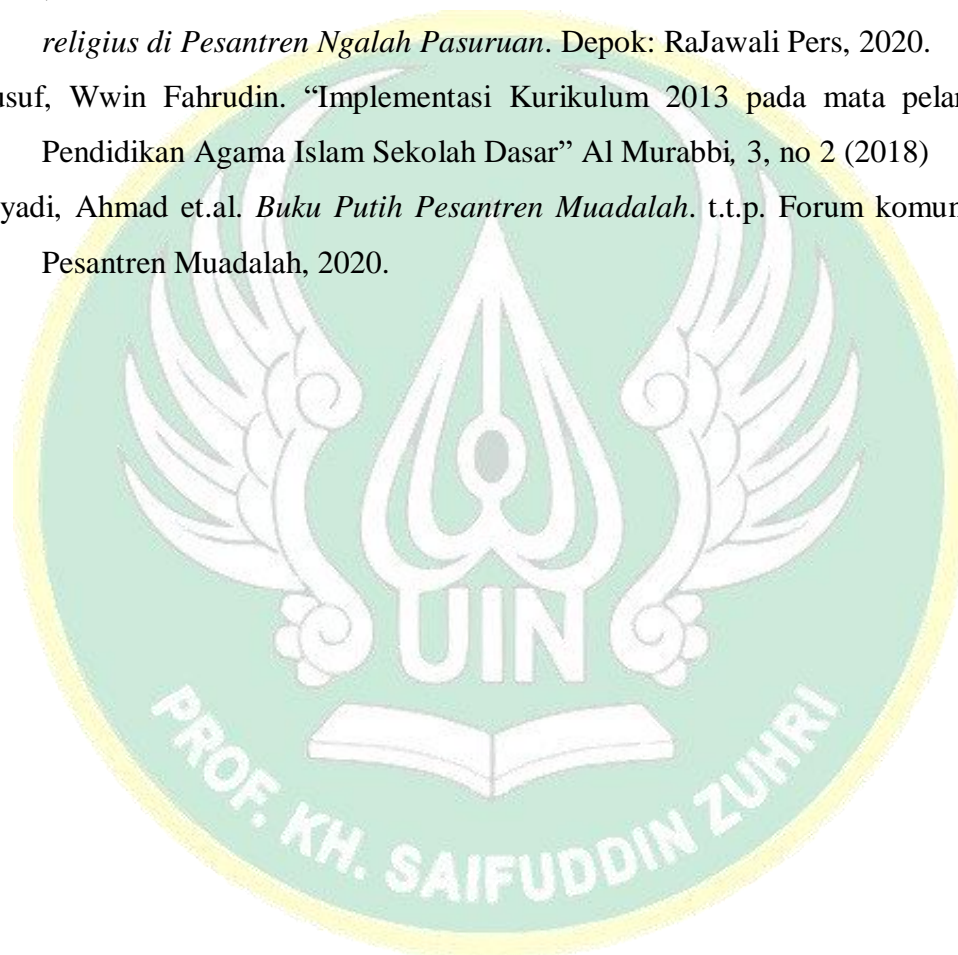 religius di Pesantren Ngalah Pasuruan. Depok: RaJawali Pers, 2020.
usuf, Wwin Fahrudin. “Implementasi Kurikulum 2013 pada mata pelar
Pendidikan Agama Islam Sekolah Dasar” Al Murabbi, 3, no 2 (2018)
yadi, Ahmad et.al. Buku Putih Pesantren Muadalah. t.t.p. Forum komun
Pesantren Muadalah, 2020.
UIN
PROF. KH. SAIFUDDIN ZUHRI